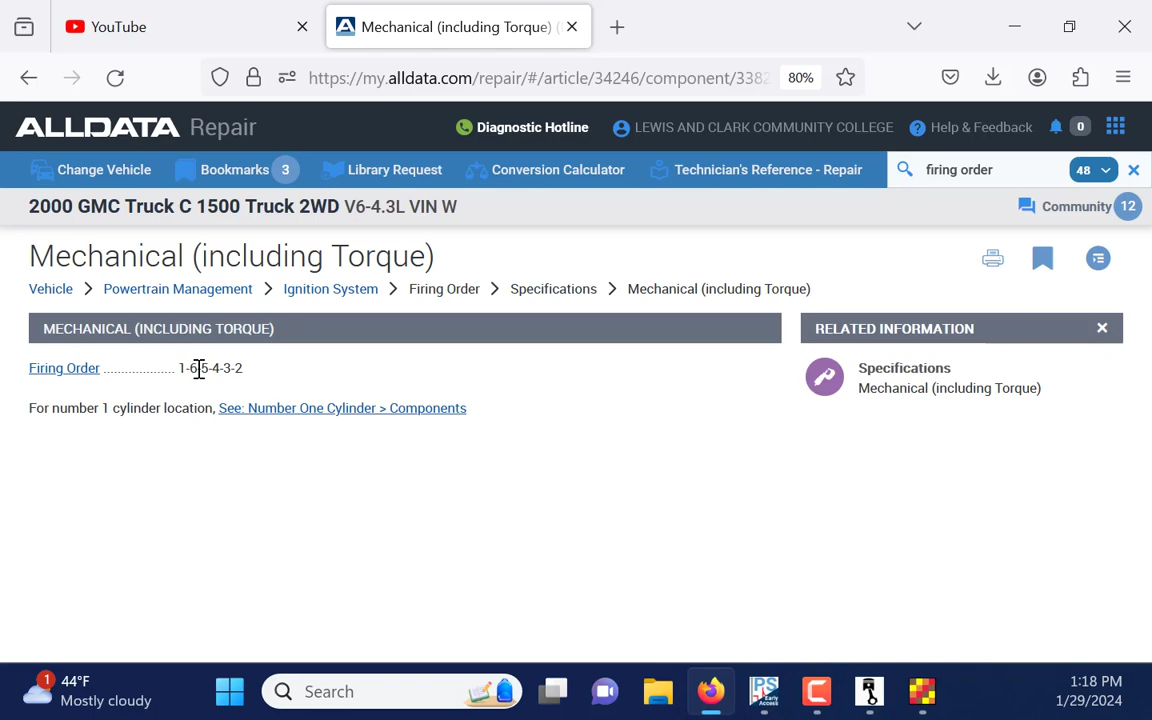 YouTube
Mechanical (including Torque) (
https://my.alldata.com/repair/#/article/34246/component/3382
80%
ALLDATA Repair
Diagnostic Hotline
LEWIS AND CLARK COMMUNITY COLLEGE
Help & Feedback
0
Change Vehicle
Bookmarks 3
Library Request
Conversion Calculator
Technician's Reference - Repair
firing order
48
2000 GMC Truck C 1500 Truck 2WD V6-4.3L VIN W
Community 12
Mechanical (including Torque)
Vehicle > Powertrain Management > Ignition System > Firing Order > Specifications > Mechanical (including Torque)
MECHANICAL (INCLUDING TORQUE)
Firing Order .................... 1-6-5-4-3-2
For number 1 cylinder location, See: Number One Cylinder > Components
RELATED INFORMATION
Specifications
Mechanical (including Torque)
1
44°F
Mostly cloudy
Search
PS
Early
Access
1:18 PM
1/29/2024